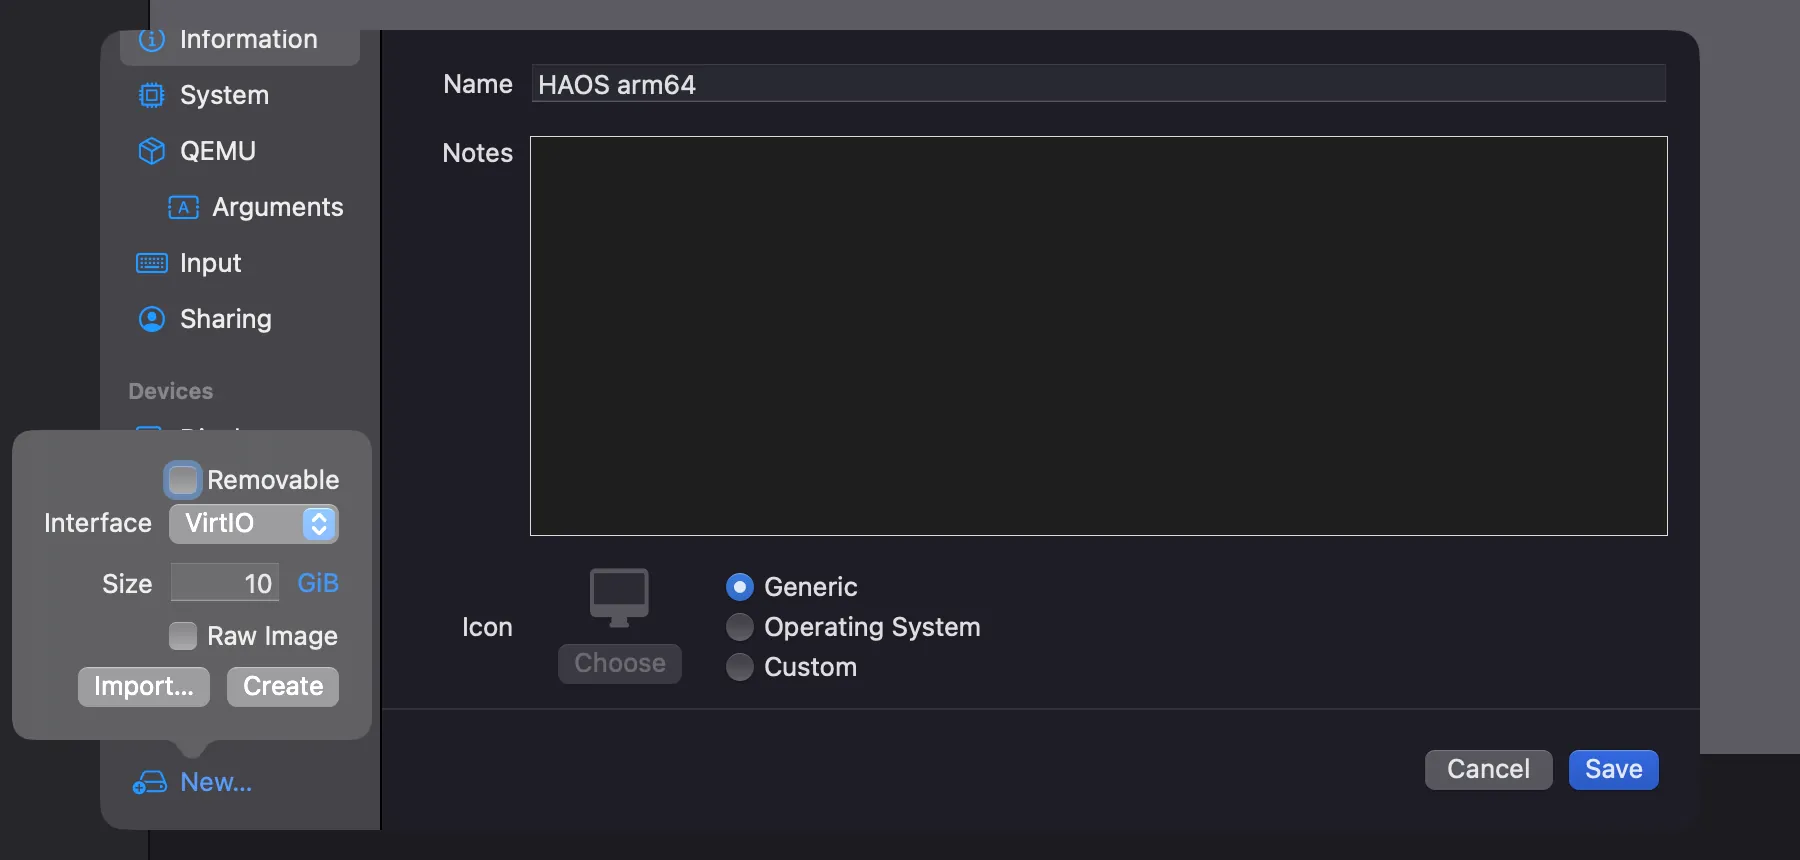 Information
System
QEMU
A Arguments
Input
Sharing
Devices
Removable
Interface VirtIO
Size 10 GiB
Raw Image
Import... Create
New...
Name HAOS arm64
Notes
Icon
Choose
Generic
Operating System
Custom
Cancel Save